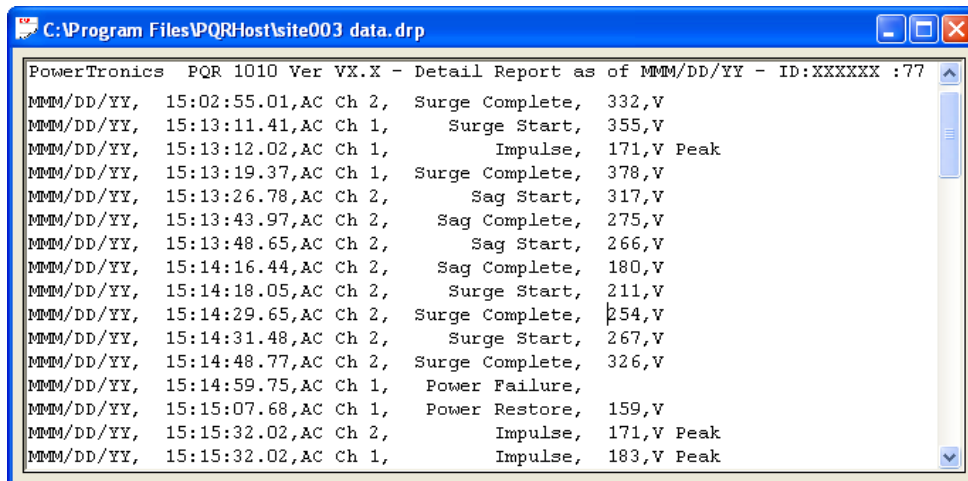 C:\Program Files\PQRHost\site003 data.drp
PowerTronics  PQR 1010 Ver VX.X - Detail Report as of MMM/DD/YY - ID:XXXXXX :77
MMM/DD/YY,  15:02:55.01,AC Ch 2,  Surge Complete,  332,V
MMM/DD/YY,  15:13:11.41,AC Ch 1,     Surge Start,  355,V
MMM/DD/YY,  15:13:12.02,AC Ch 1,         Impulse,  171,V Peak
MMM/DD/YY,  15:13:19.37,AC Ch 1,  Surge Complete,  378,V
MMM/DD/YY,  15:13:26.78,AC Ch 2,       Sag Start,  317,V
MMM/DD/YY,  15:13:43.97,AC Ch 2,    Sag Complete,  275,V
MMM/DD/YY,  15:13:48.65,AC Ch 2,       Sag Start,  266,V
MMM/DD/YY,  15:14:16.44,AC Ch 2,    Sag Complete,  180,V
MMM/DD/YY,  15:14:18.05,AC Ch 2,     Surge Start,  211,V
MMM/DD/YY,  15:14:29.65,AC Ch 2,  Surge Complete,  254,V
MMM/DD/YY,  15:14:31.48,AC Ch 2,     Surge Start,  267,V
MMM/DD/YY,  15:14:48.77,AC Ch 2,  Surge Complete,  326,V
MMM/DD/YY,  15:14:59.75,AC Ch 1,   Power Failure,
MMM/DD/YY,  15:15:07.68,AC Ch 1,   Power Restore,  159,V
MMM/DD/YY,  15:15:32.02,AC Ch 2,         Impulse,  171,V Peak
MMM/DD/YY,  15:15:32.02,AC Ch 1,         Impulse,  183,V Peak